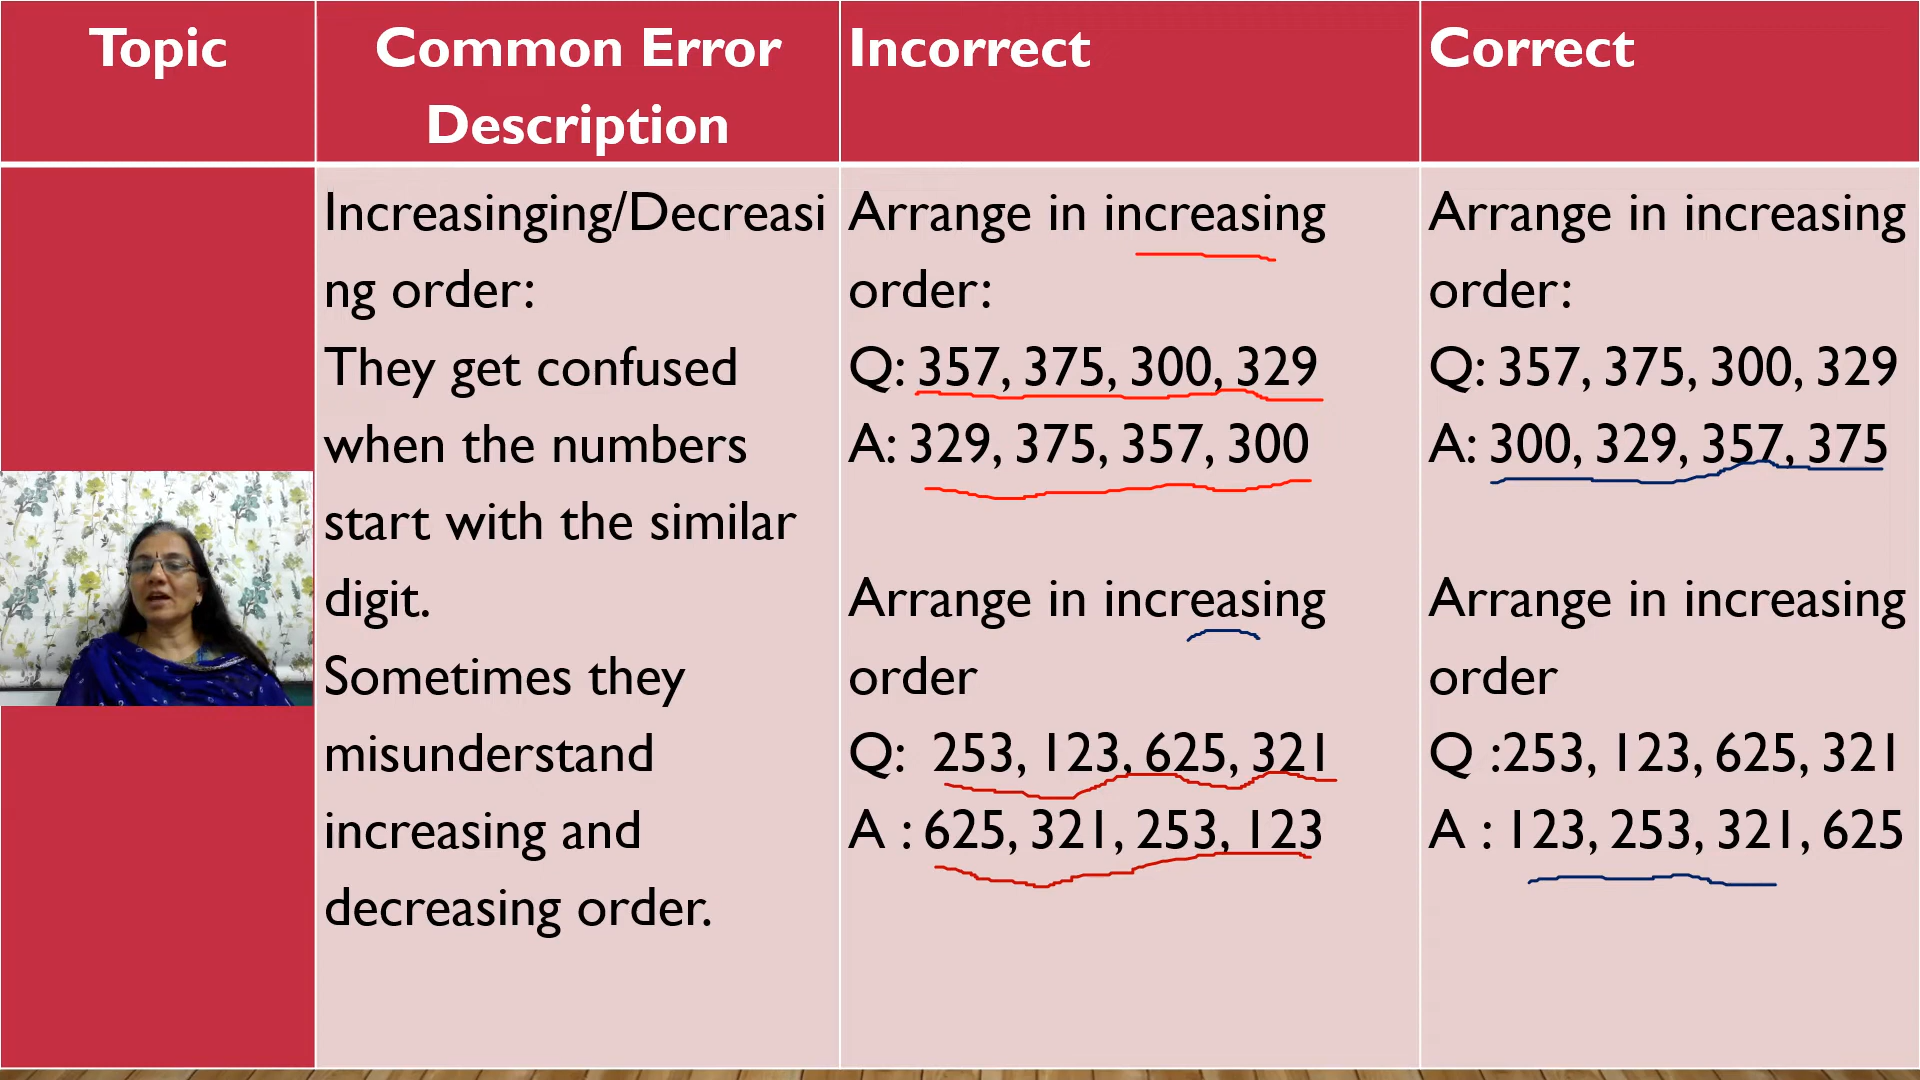 Topic
Common Error
Description
Incorrect
Correct
Increasinging/Decreasi
ng order:
They get confused
when the numbers
start with the similar
digit.
Sometimes they
misunderstand
increasing and
decreasing order.
Arrange in increasing
order:
Q: 357, 375, 300, 329
A: 329, 375, 357, 300
Arrange in increasing
order
Q: 253, 123, 625, 321
A : 625, 321, 253, 123
Arrange in increasing
order:
Q: 357, 375, 300, 329
A: 300, 329, 357, 375
Arrange in increasing
order
Q :253, 123, 625, 321
A : 123, 253, 321, 625